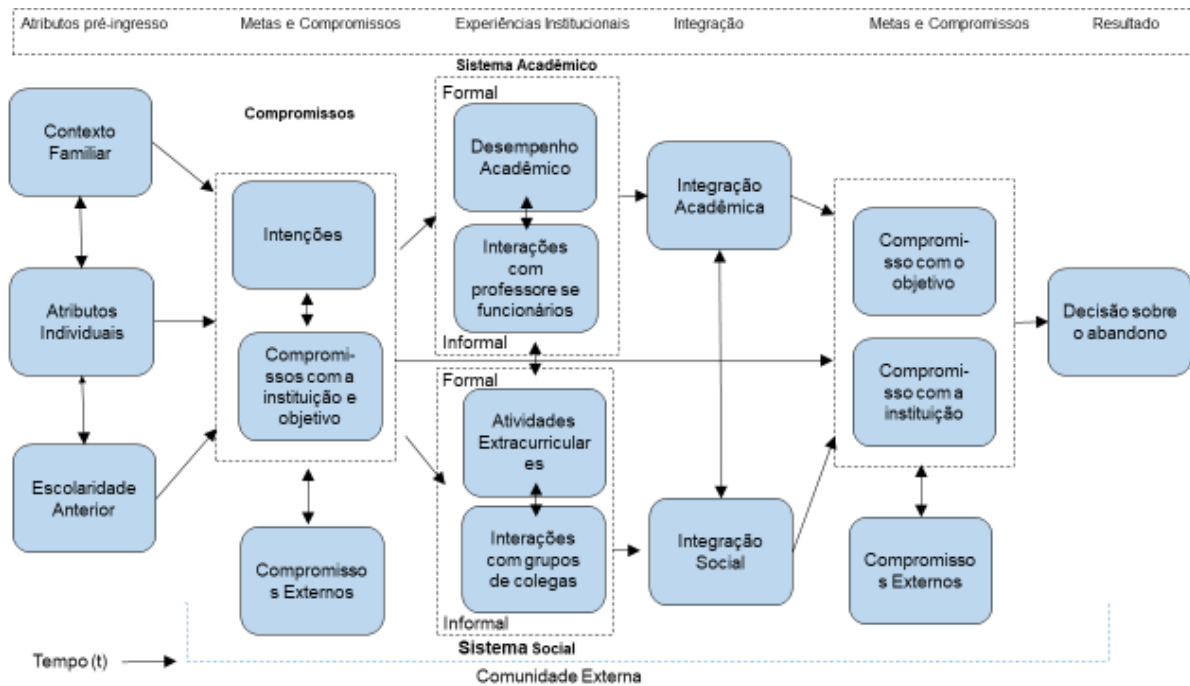 Atributos pré-ingresso
Metas e Compromissos
Experiências Institucionais
Integração
Metas e Compromissos
Resultado
Sistema Acadêmico
Formal
Compromissos
Contexto
Familiar
Desempenho
Acadêmico
Integração
Acadêmica
Intenções
Interações
com
professore se
funcionários
Compromi-
sso com o
objetivo
Atributos
Individuais
Decisão sobre
o abandono
Informal
Compromi-
ssos com a
instituição e
objetivo
Compromi-
sso com a
instituição
Formal
Atividades
Extracurricular
es
Escolaridade
Anterior
Interações
com grupos
de colegas
Integração
Social
Compromisso
s Externos
Compromisso
s Externos
Informal
Sistema Social
Tempo (t)
Comunidade Externa